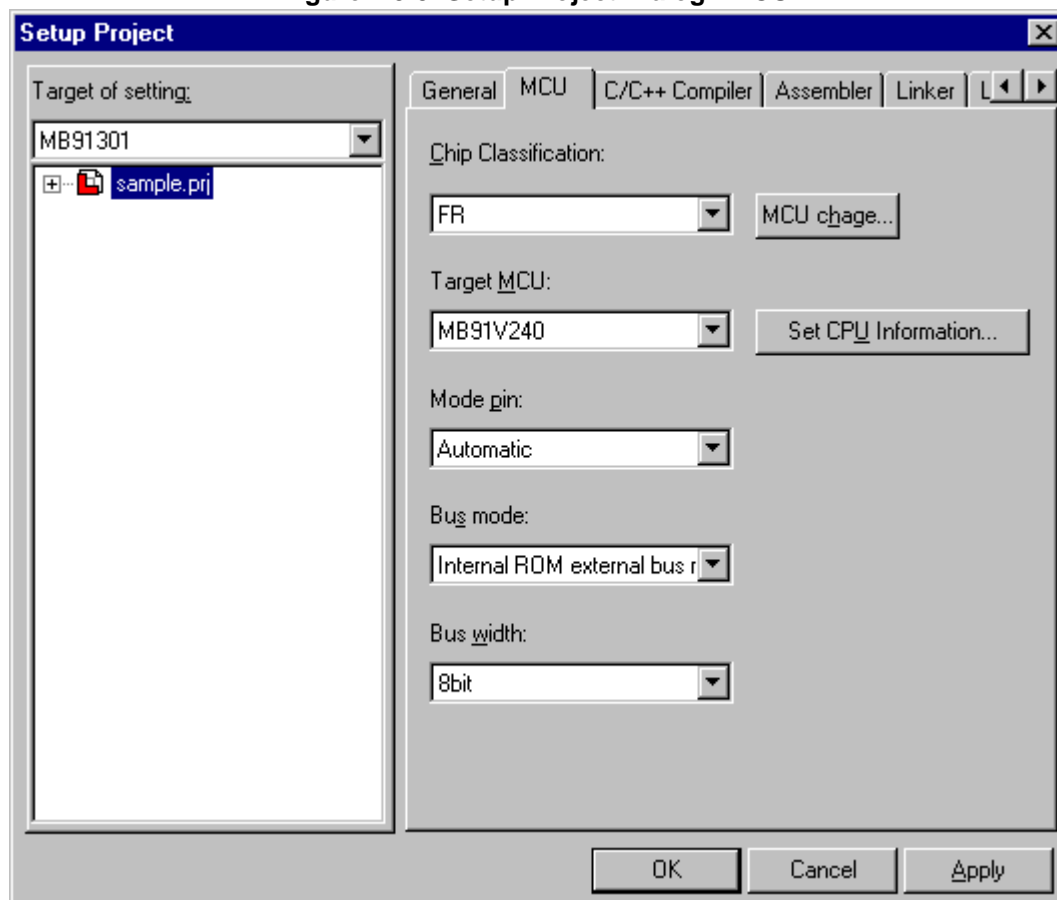 Setup Project
Target of setting:
MB91301
sample.prj
General MCU C/C++ Compiler Assembler Linker L
Chip Classification:
FR
MCU chage...
Target MCU:
MB91V240
Set CPU Information...
Mode pin:
Automatic
Bus mode:
Internal ROM external bus r
Bus width:
8bit
OK Cancel Apply